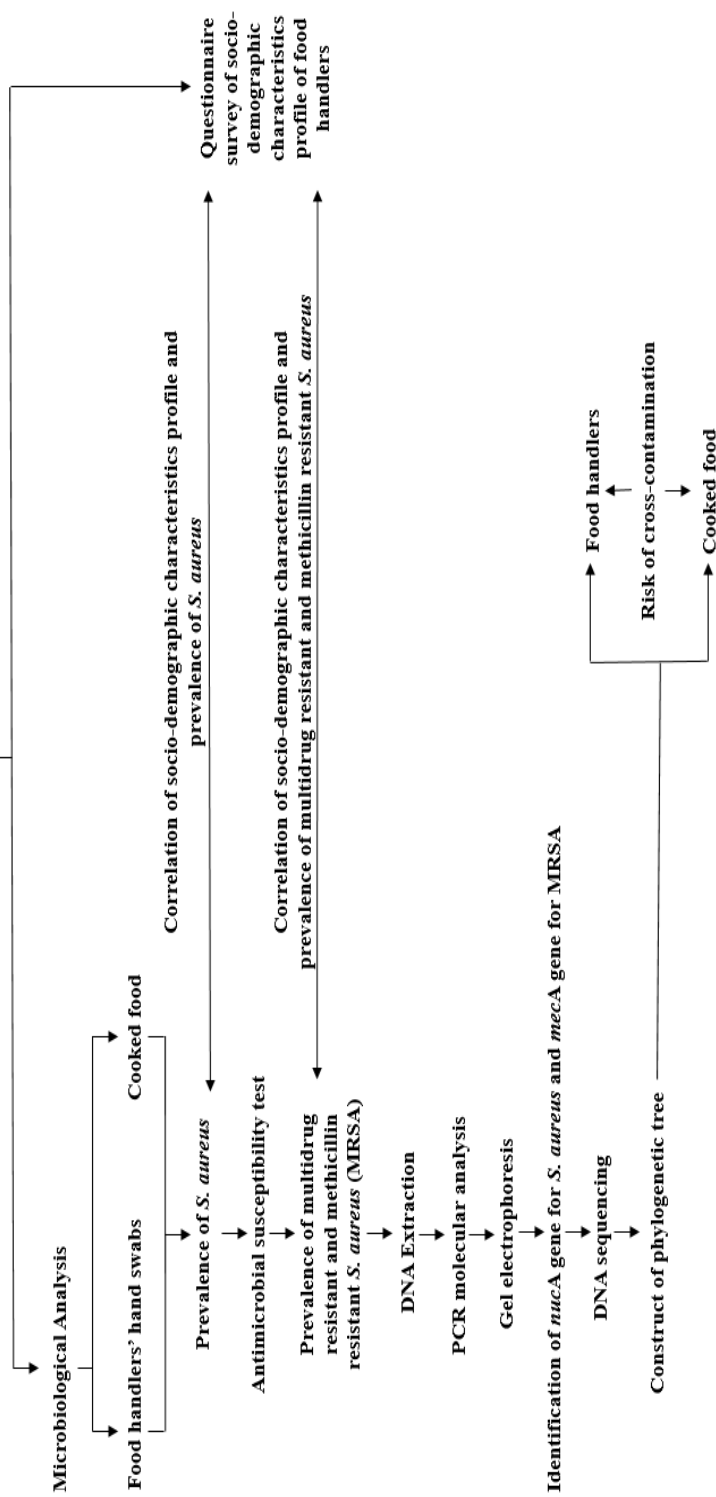 Microbiological Analysis
Food handlers' hand swabs
Cooked food
Prevalence of S. aureus
Antimicrobial susceptibility test
Prevalence of multidrug
resistant and methicillin
resistant S. aureus (MRSA)
DNA Extraction
PCR molecular analysis
Gel electrophoresis
Identification of nucA gene for S. aureus and mecA gene for MRSA
DNA sequencing
Construct of phylogenetic tree
Correlation of socio-demographic characteristics profile and
prevalence of S. aureus
Correlation of socio-demographic characteristics profile and
prevalence of multidrug resistant and methicillin resistant S. aureus
Questionnaire
survey of socio-
demographic
characteristics
profile of food
handlers
Food handlers
Risk of cross-contamination
Cooked food